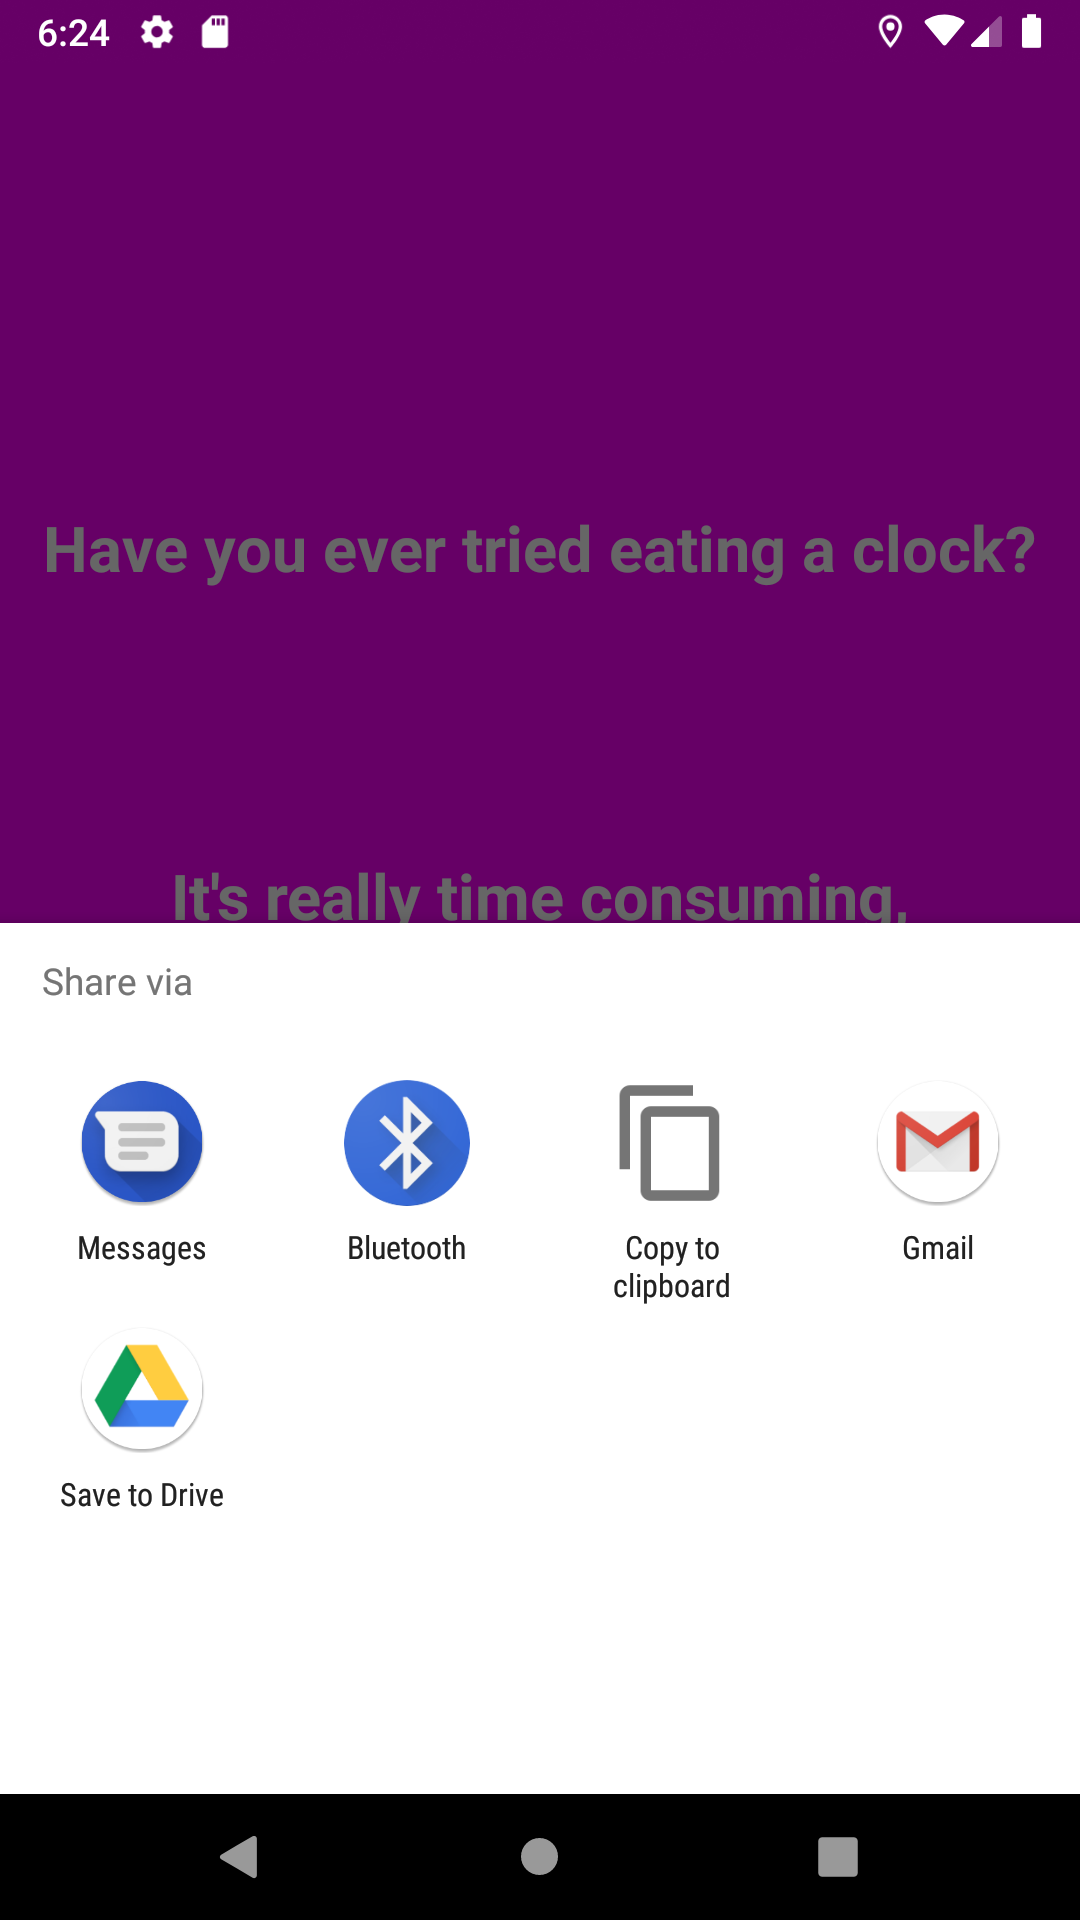 6:24
Have you ever tried eating a clock?
It's really time consuming,
Share via
Messages
Bluetooth
Copy to
clipboard
Gmail
Save to Drive